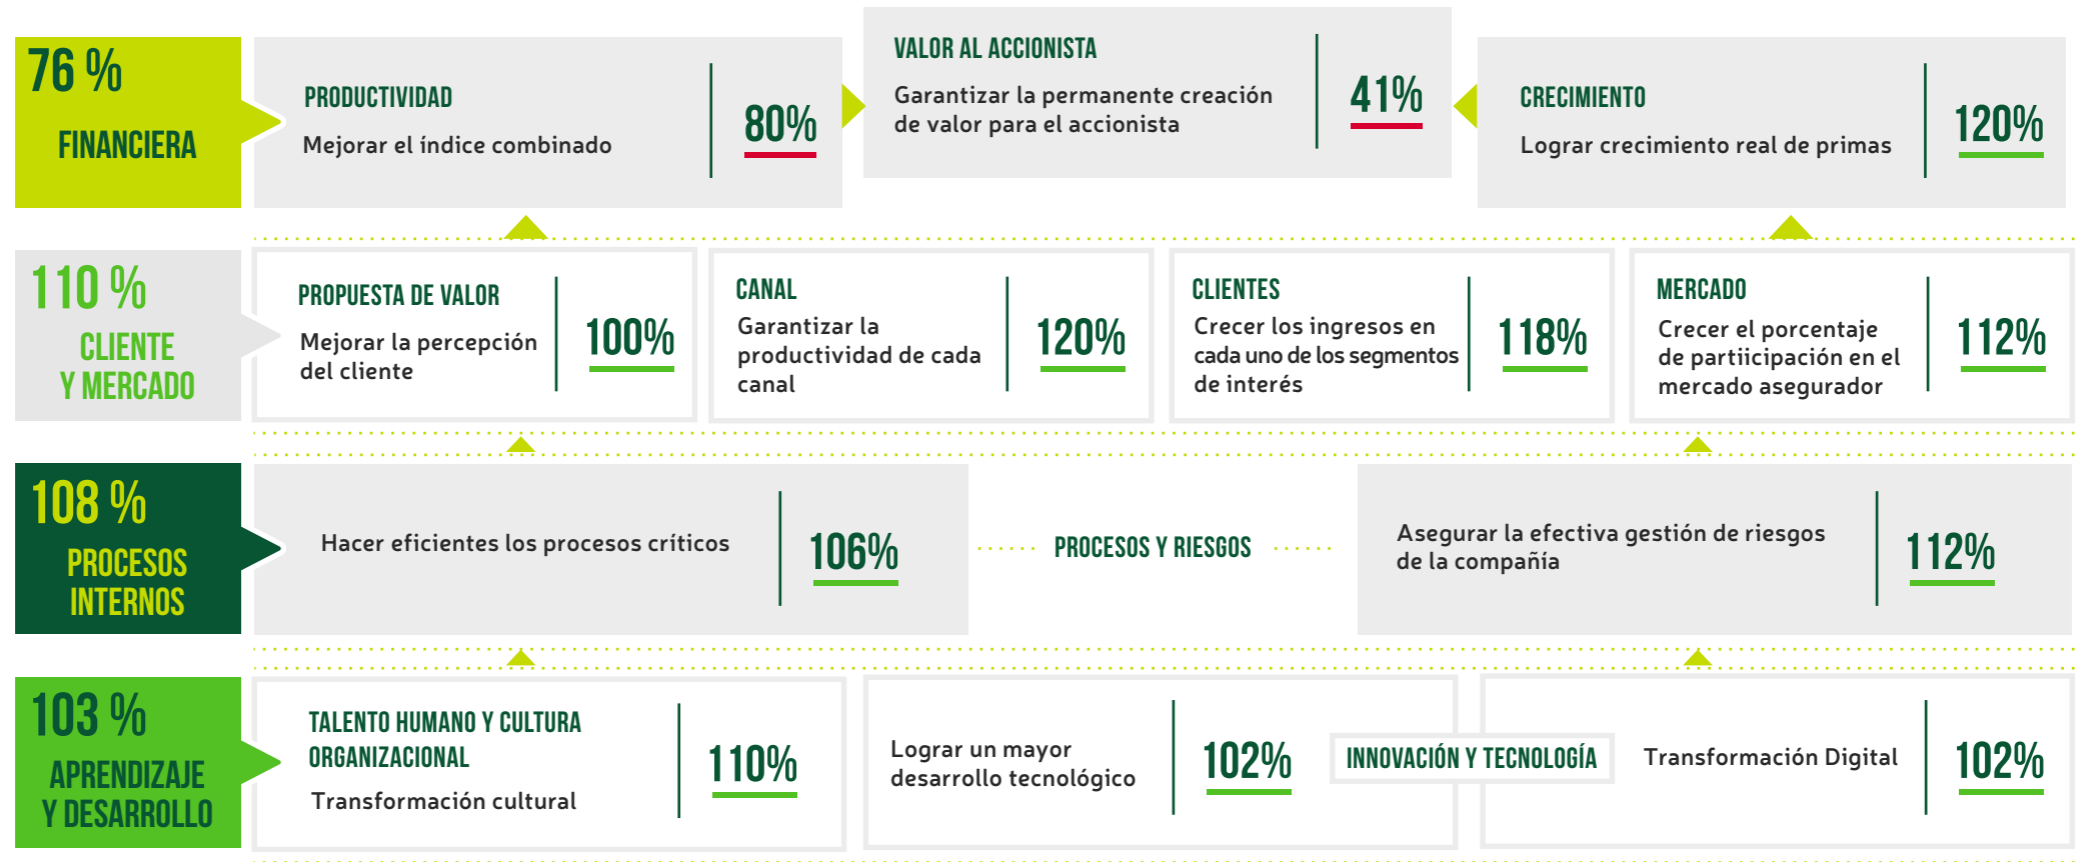 76 %
FINANCIERA
PRODUCTIVIDAD
Mejorar el índice combinado
80%
VALOR AL ACCIONISTA
Garantizar la permanente creación
de valor para el accionista
41%
CRECIMIENTO
Lograr crecimiento real de primas
120%
110 %
CLIENTE
Y MERCADO
PROPUESTA DE VALOR
Mejorar la percepción
del cliente
100%
CANAL
Garantizar la
productividad de cada
canal
120%
CLIENTES
Crecer los ingresos en
cada uno de los segmentos
de interés
118%
MERCADO
Crecer el porcentaje
de partiicipación en el
mercado asegurador
112%
108 %
PROCESOS
INTERNOS
Hacer eficientes los procesos críticos
106%
PROCESOS Y RIESGOS
Asegurar la efectiva gestión de riesgos
de la compañía
112%
103 %
APRENDIZAJE
Y DESARROLLO
TALENTO HUMANO Y CULTURA
ORGANIZACIONAL
Transformación cultural
110%
Lograr un mayor
desarrollo tecnológico
102%
INNOVACIÓN Y TECNOLOGÍA
Transformación Digital
102%